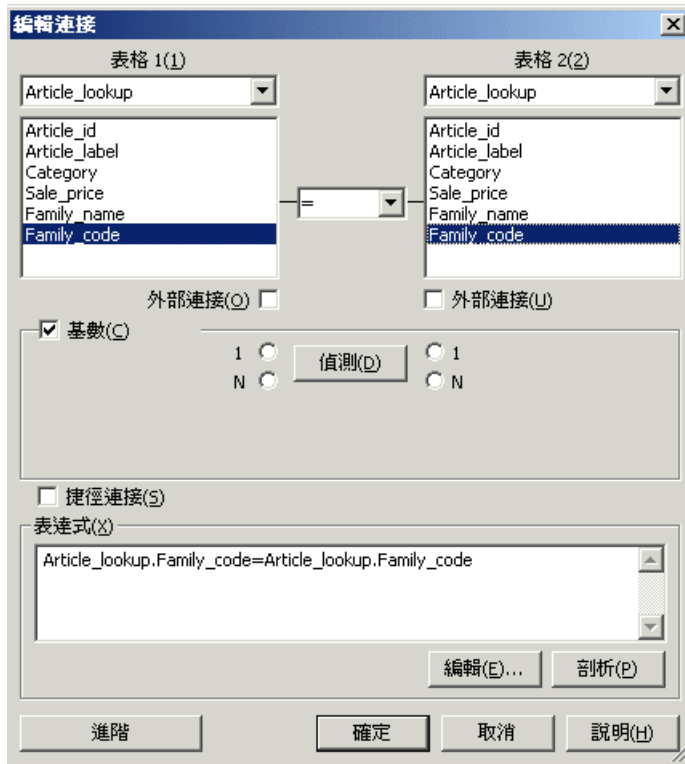 編輯連接
表格 1(1)
表格 2(2)
Article_lookup
Article_lookup
Article_id
Article_label
Category
Sale_price
Family_name
Family_code
=
Article_id
Article_label
Category
Sale_price
Family_name
Family_code
外部連接(O)
外部連接(U)
基數(C)
1
N
偵測(D)
1
N
捷徑連接(S)
表達式(X)
Article_lookup.Family_code=Article_lookup.Family_code
編輯(E)...
剖析(P)
進階
確定
取消
說明(H)